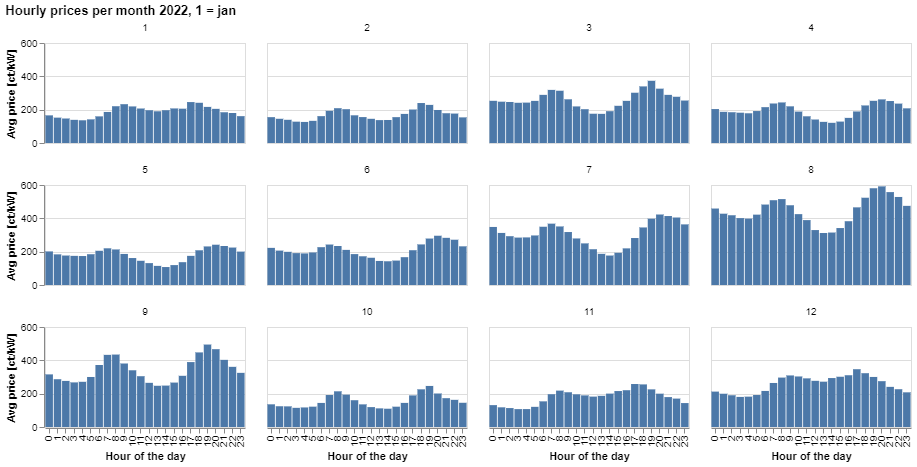 Hourly prices per month 2022, 1 = jan
1 2 3 4
Avg price [ct/kW]
600
400
200
0
5 6 7 8
Avg price [ct/kW]
600
400
200
0
9 10 11 12
Avg price [ct/kW]
600
400
200
0
0 1 2 3 4 5 6 7 8 9 10 11 12 13 14 15 16 17 18 19 20 21 22 23
0 1 2 3 4 5 6 7 8 9 10 11 12 13 14 15 16 17 18 19 20 21 22 23
0 1 2 3 4 5 6 7 8 9 10 11 12 13 14 15 16 17 18 19 20 21 22 23
0 1 2 3 4 5 6 7 8 9 10 11 12 13 14 15 16 17 18 19 20 21 22 23
Hour of the day Hour of the day Hour of the day Hour of the day